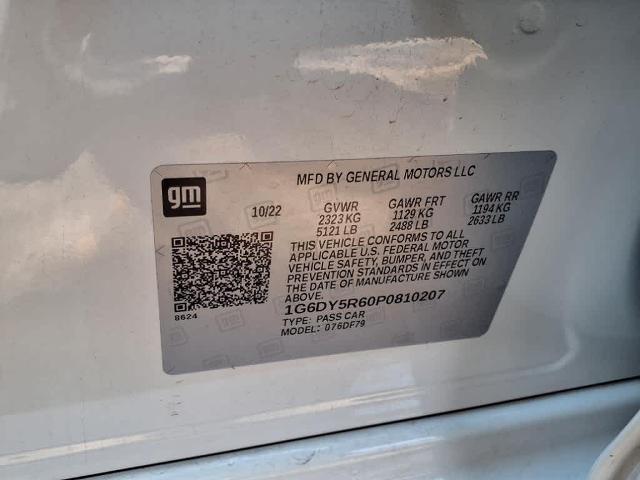 gm
MFD BY GENERAL MOTORS LLC
10/22 GVWR GAWR FRT GAWR RR
2323 KG 1129 KG 1194 KG
5121 LB 2488 LB 2633 LB
THIS VEHICLE CONFORMS TO ALL
APPLICABLE U.S. FEDERAL MOTOR
VEHICLE SAFETY, BUMPER, AND THEFT
PREVENTION STANDARDS IN EFFECT ON
THE DATE OF MANUFACTURE SHOWN
ABOVE.
1G6DY5R60P0810207
TYPE: PASS CAR
MODEL: 076DF79
8624